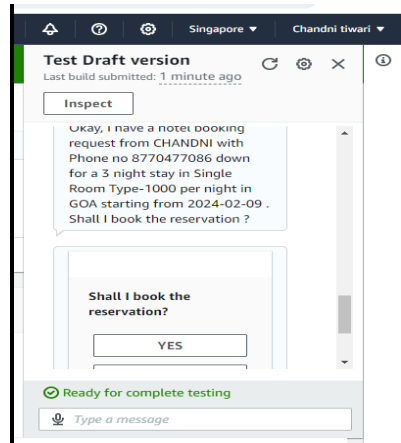 Singapore ▼ Chandni tiwari ▼
Test Draft version
Last build submitted: 1 minute ago
Inspect
Okay, I have a hotel booking
request from CHANDNI with
Phone no 8770477086 down
for a 3 night stay in Single
Room Type-1000 per night in
GOA starting from 2024-02-09 .
Shall I book the reservation ?
Shall I book the
reservation?
YES
Ready for complete testing
Type a message